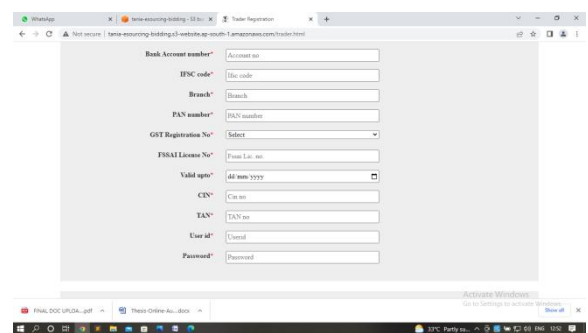 WhatsApp
tania-esourcing-bidding - S3 bu
Trader Registration
Not secure | tania-esourcing-bidding.s3-website.ap-south-1.amazonaws.com/trader.html
Bank Account number* Account no
IFSC code* Ifsc code
Branch* Branch
PAN number* PAN number
GST Registration No* Select
FSSAI License No* Fssai Lic. no.
Valid upto* dd/mm/yyyy
CIN* Cin no
TAN* TAN no
User id* Userid
Password* Password
Activate Windows
Go to Settings to activate Windows.
FINAL DOC UPLOA....pdf
Thesis-Online-Au....docx
Show all
33°C Partly su...
ENG
12:52